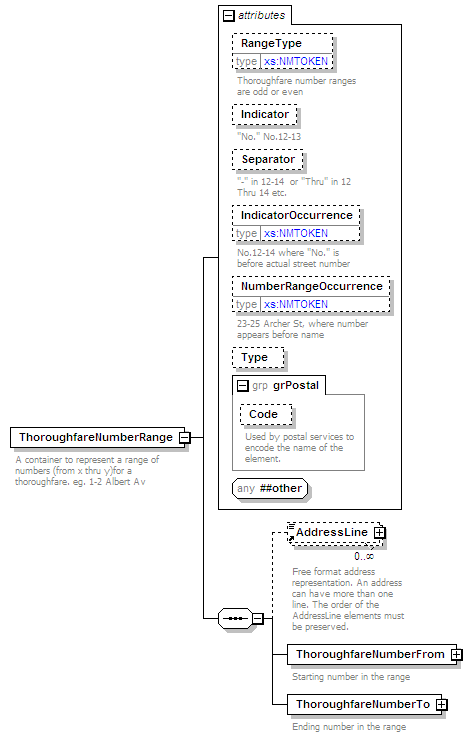 attributes
RangeType
type xs:NMTOKEN
Thoroughfare number ranges
are odd or even
Indicator
"No." No.12-13
Separator
"-" in 12-14  or "Thru" in 12
Thru 14 etc.
IndicatorOccurrence
type xs:NMTOKEN
No.12-14 where "No." is
before actual street number
NumberRangeOccurrence
type xs:NMTOKEN
23-25 Archer St, where number
appears before name
Type
grp grPostal
Code
Used by postal services to
encode the name of the
element.
any ##other
ThoroughfareNumberRange
A container to represent a range of
numbers (from x thru y)for a
thoroughfare. eg. 1-2 Albert Av
AddressLine
0..∞
Free format address
representation. An address
can have more than one
line. The order of the
AddressLine elements must
be preserved.
ThoroughfareNumberFrom
Starting number in the range
ThoroughfareNumberTo
Ending number in the range